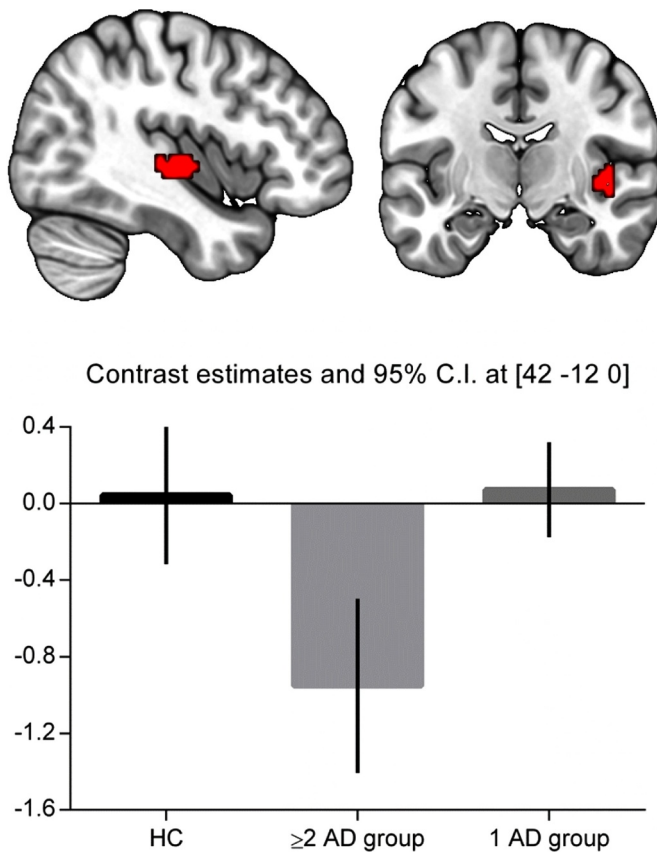 Contrast estimates and 95% C.I. at [42 -12 0]
0.4
0.0
-0.4
-0.8
-1.2
-1.6
HC
≥2 AD group
1 AD group